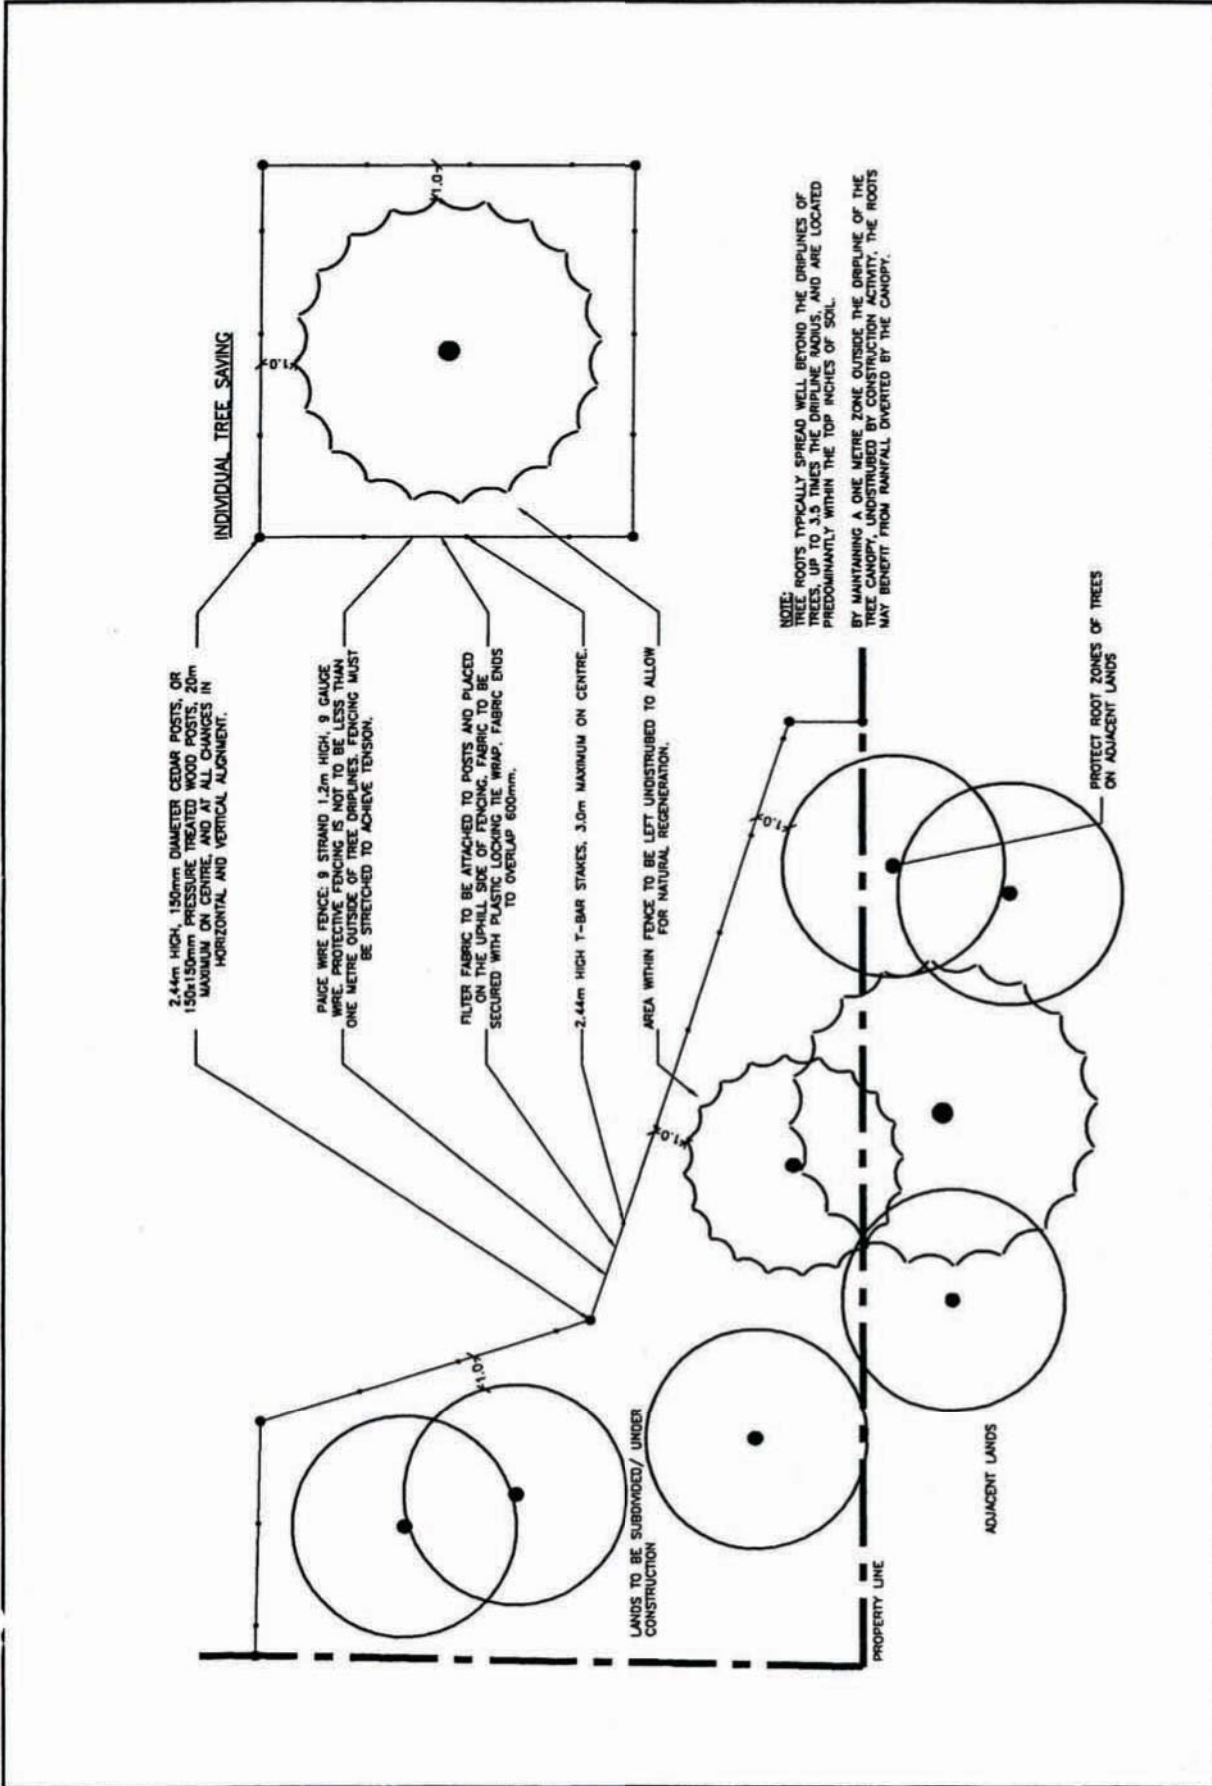 INDIVIDUAL TREE SAVING
2.44m HIGH, 150mm DIAMETER CEDAR POSTS, OR
150x150mm PRESSURE TREATED WOOD POSTS, 20m
MAXIMUM ON CENTRE, AND AT ALL CHANGES IN
HORIZONTAL AND VERTICAL ALIGNMENT.
PAIGE WIRE FENCE: 9 STRAND 1.2m HIGH, 9 GAUGE
WIRE. PROTECTIVE FENCING IS NOT TO BE LESS THAN
ONE METRE OUTSIDE OF TREE DRIPLINES. FENCING MUST
BE STRETCHED TO ACHIEVE TENSION.
FILTER FABRIC TO BE ATTACHED TO POSTS AND PLACED
ON THE UPHILL SIDE OF FENCING. FABRIC TO BE
SECURED WITH PLASTIC LOCKING TIE WRAP. FABRIC ENDS
TO OVERLAP 600mm.
2.44m HIGH T-BAR STAKES, 3.0m MAXIMUM ON CENTRE.
AREA WITHIN FENCE TO BE LEFT UNDISTRUBED TO ALLOW
FOR NATURAL REGENERATION.
1.0
1.0
1.0
1.0
1.0
NOTE:
TREE ROOTS TYPICALLY SPREAD WELL BEYOND THE DRIPLINES OF
TREES, UP TO 3.5 TIMES THE DRIPLINE RADIUS, AND ARE LOCATED
PREDOMINANTLY WITHIN THE TOP INCHES OF SOIL.
BY MAINTAINING A ONE METRE ZONE OUTSIDE THE DRIPLINE OF THE
TREE CANOPY, UNDISTRUBED BY CONSTRUCTION ACTIVITY, THE ROOTS
MAY BENEFIT FROM RAINFALL DIVERTED BY THE CANOPY.
LANDS TO BE SUBDIVIDED/ UNDER
CONSTRUCTION
PROPERTY LINE
ADJACENT LANDS
PROTECT ROOT ZONES OF TREES
ON ADJACENT LANDS